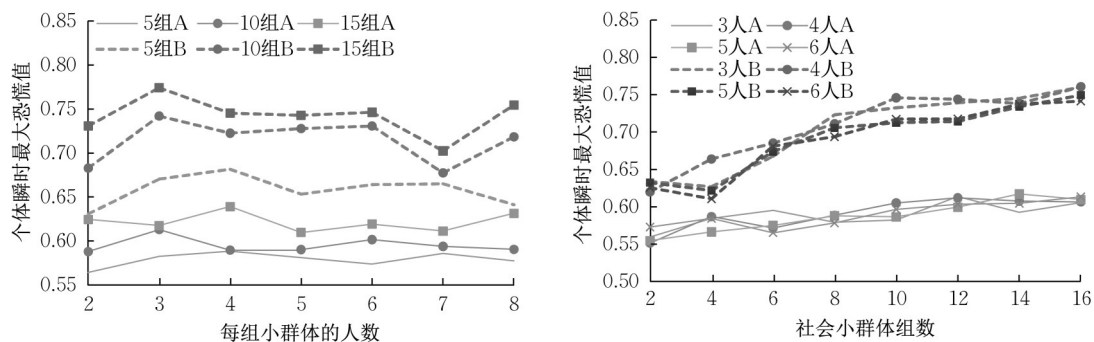 个体瞬时最大恐慌值
0.85
0.80
0.75
0.70
0.65
0.60
0.55
5组A 10组A 15组A
5组B 10组B 15组B
2 3 4 5 6 7 8
每组小群体的人数
个体瞬时最大恐慌值
0.85
0.80
0.75
0.70
0.65
0.60
0.55
0.50
3人A 4人A
5人A 6人A
3人B 4人B
5人B 6人B
2 4 6 8 10 12 14 16
社会小群体组数